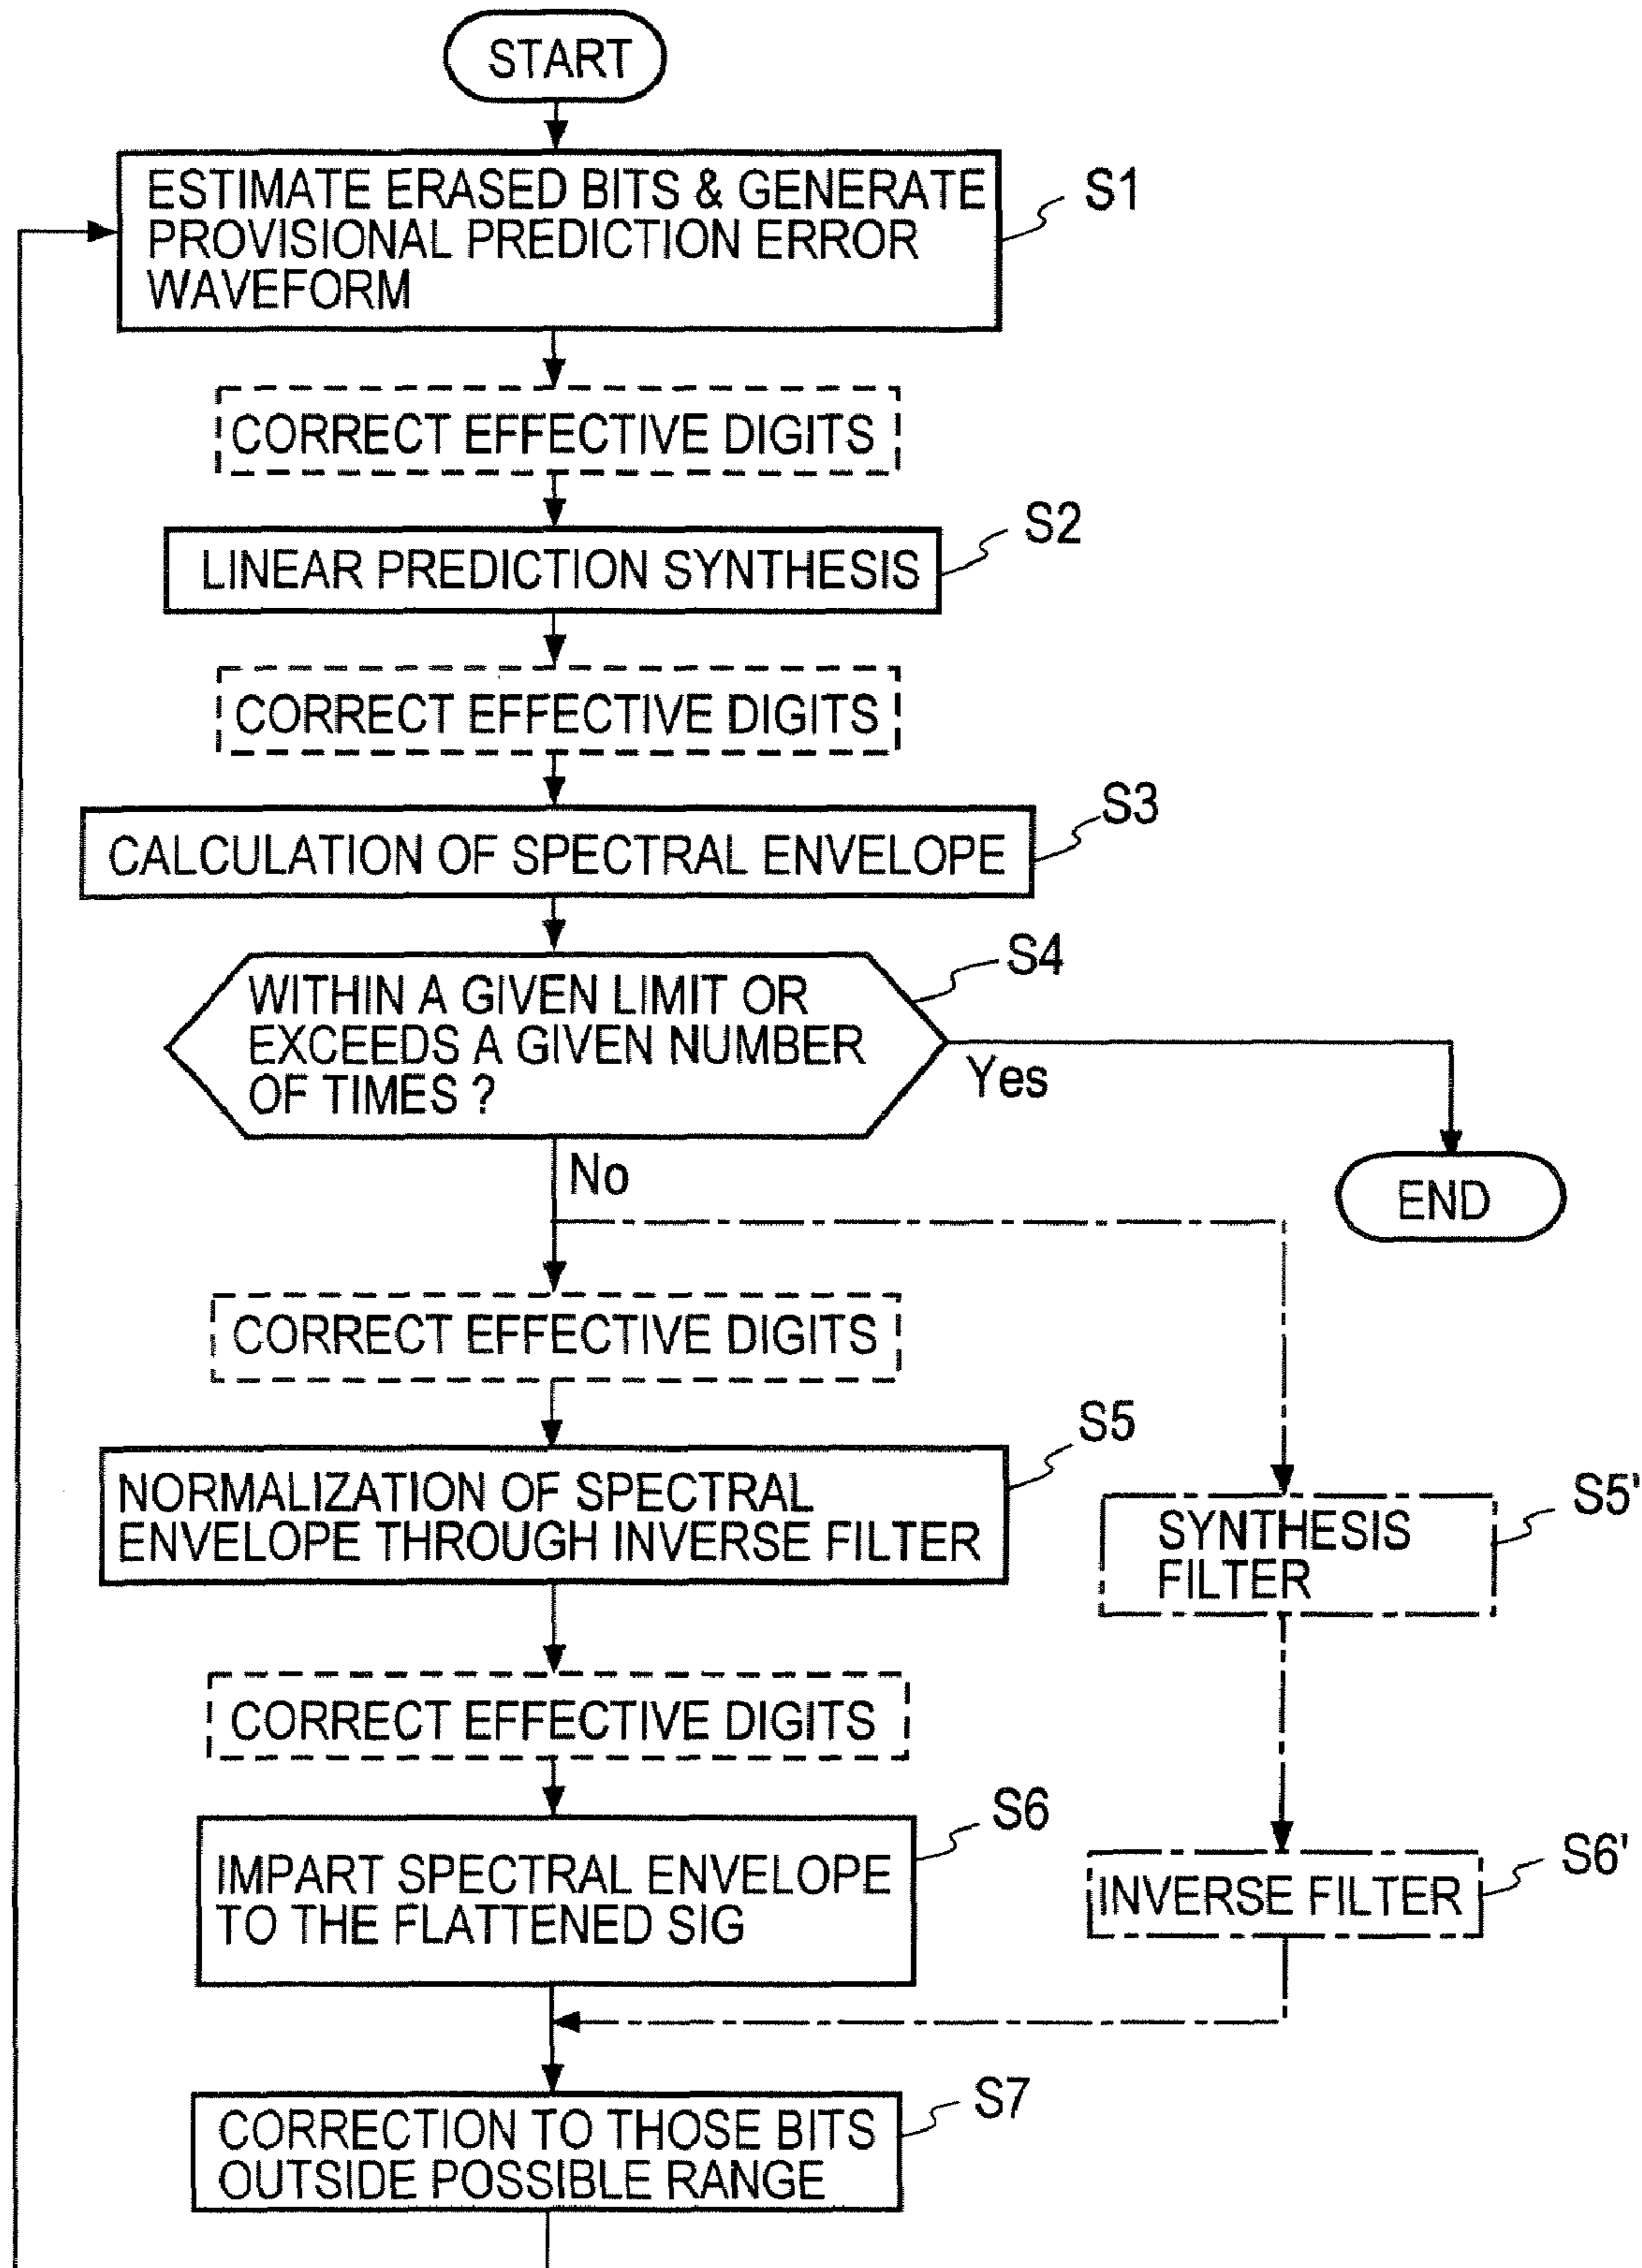 START
ESTIMATE ERASED BITS & GENERATE
PROVISIONAL PREDICTION ERROR
WAVEFORM
S1
CORRECT EFFECTIVE DIGITS
S2
LINEAR PREDICTION SYNTHESIS
CORRECT EFFECTIVE DIGITS
S3
CALCULATION OF SPECTRAL ENVELOPE
S4
WITHIN A GIVEN LIMIT OR
EXCEEDS A GIVEN NUMBER
OF TIMES ?
Yes
No
END
CORRECT EFFECTIVE DIGITS
S5
NORMALIZATION OF SPECTRAL
ENVELOPE THROUGH INVERSE FILTER
S5'
SYNTHESIS
FILTER
CORRECT EFFECTIVE DIGITS
S6
IMPART SPECTRAL ENVELOPE
TO THE FLATTENED SIG
S6'
INVERSE FILTER
S7
CORRECTION TO THOSE BITS
OUTSIDE POSSIBLE RANGE